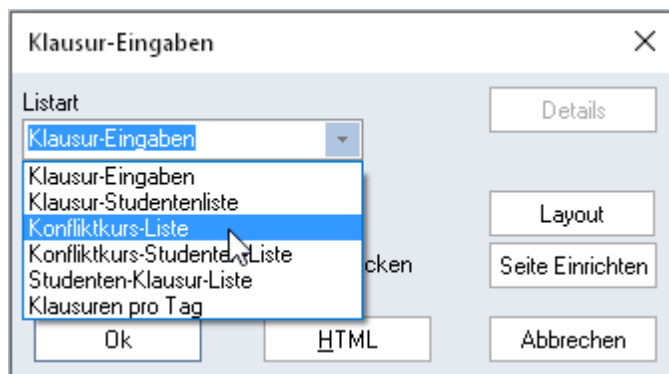 Klausur-Eingaben
Listart
Details
Klausur-Eingaben
Klausur-Eingaben
Klausur-Studentenliste
Konfliktkurs-Liste
Layout
Konfliktkurs-Studenten-Liste
cken
Seite Einrichten
Studenten-Klausur-Liste
Klausuren pro Tag
Ok
HTML
Abbrechen